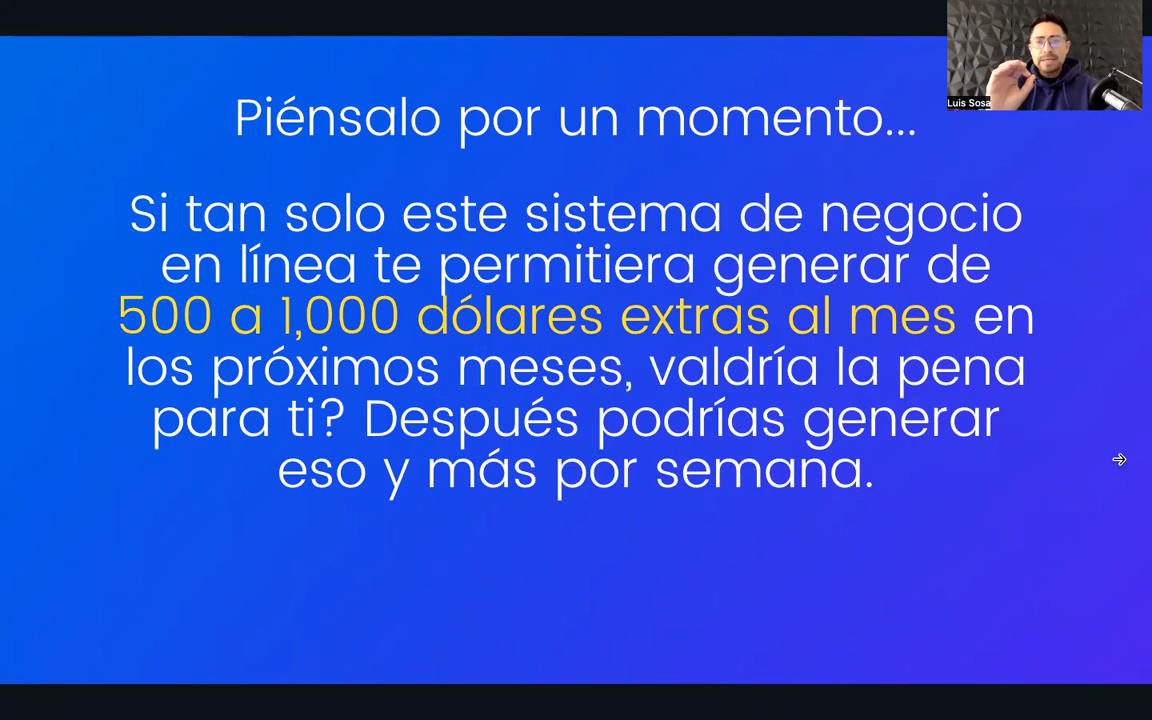 Luis Sosa
Piénsalo por un momento...
Si tan solo este sistema de negocio
en línea te permitiera generar de
500 a 1,000 dólares extras al mes en
los próximos meses, valdría la pena
para ti? Después podrías generar
eso y más por semana.